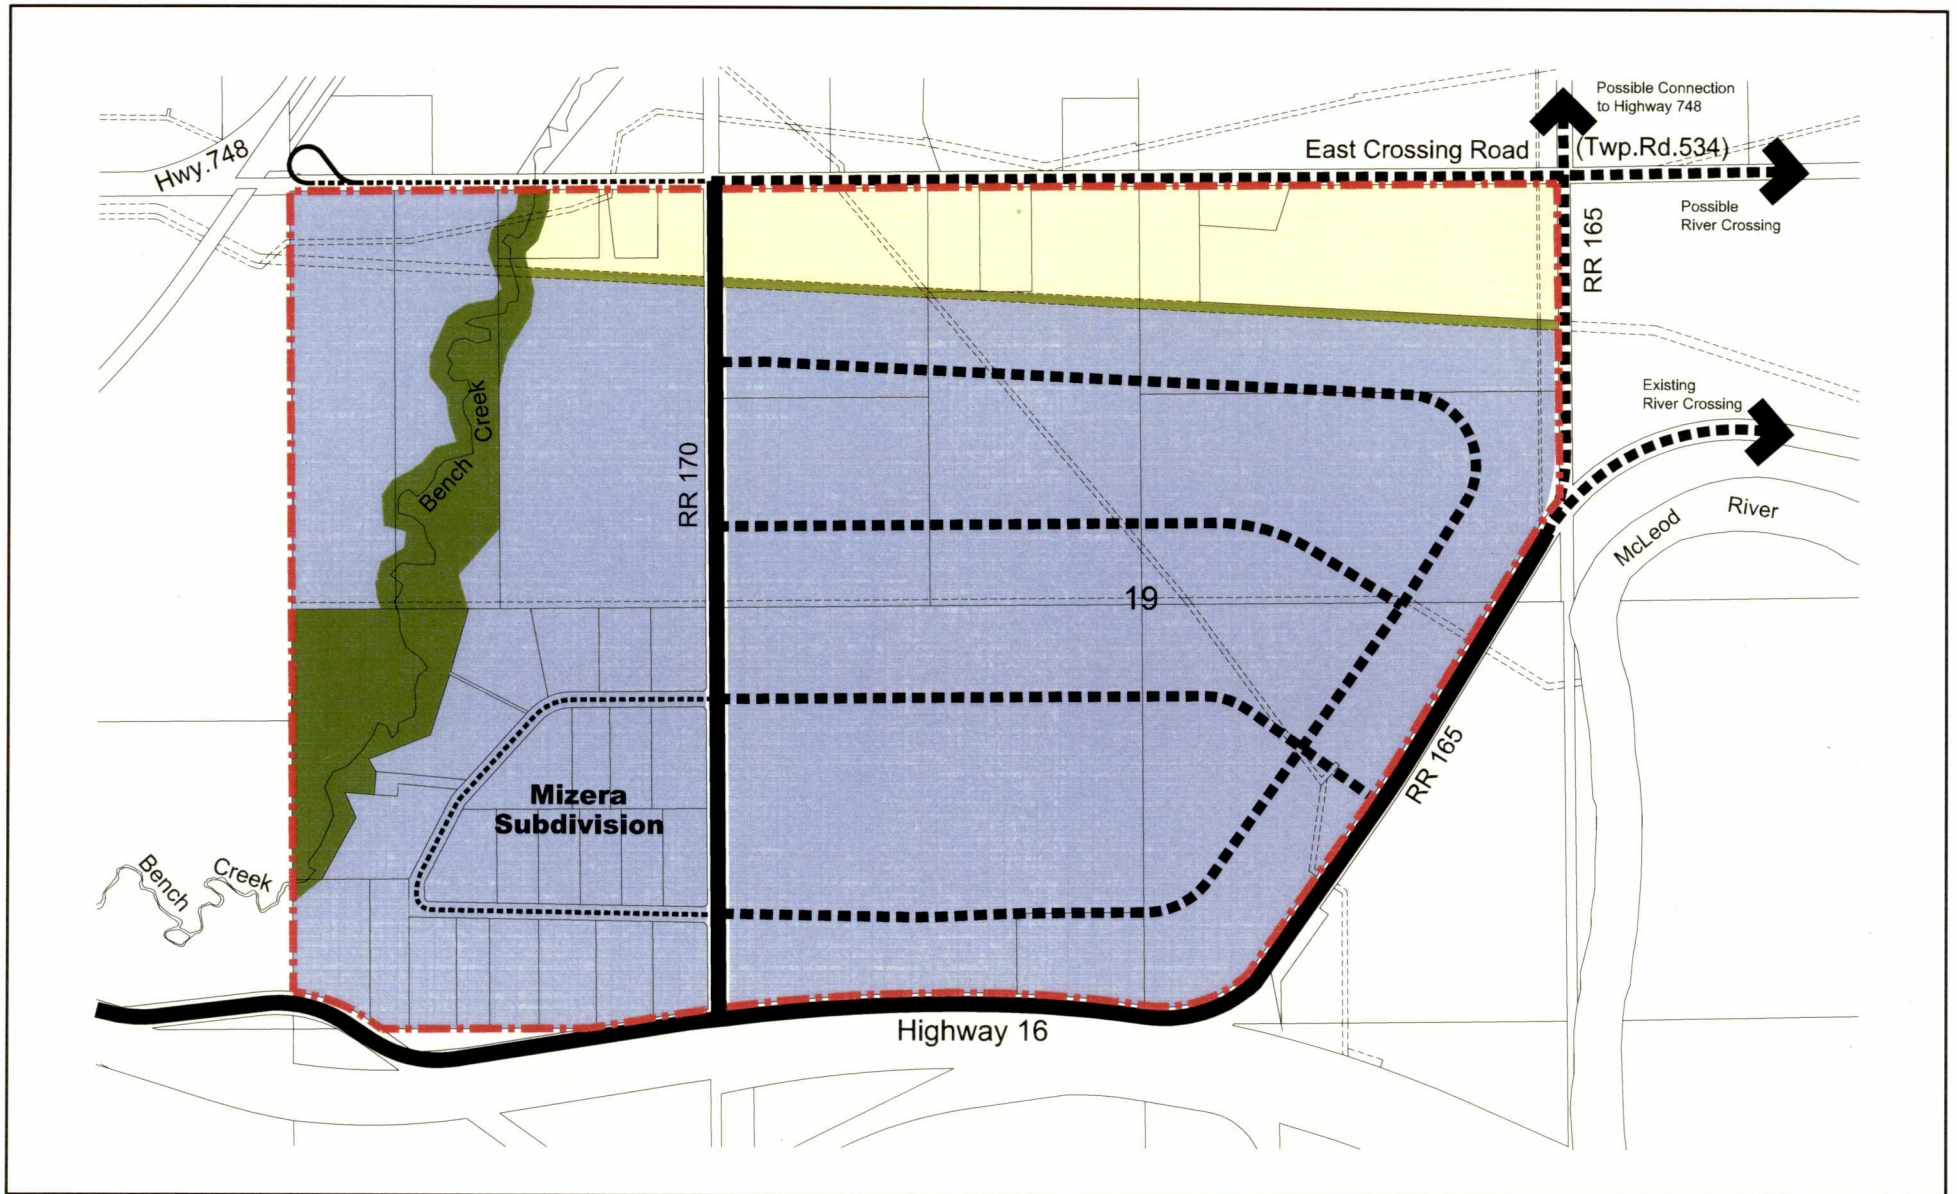 Possible Connection
to Highway 748
Hwy.748
East Crossing Road
(Twp.Rd.534)
Possible
River Crossing
RR 165
Existing
River Crossing
Creek
Bench
RR 170
McLeod
River
19
RR 165
Mizera
Subdivision
Bench
Creek
Highway 16